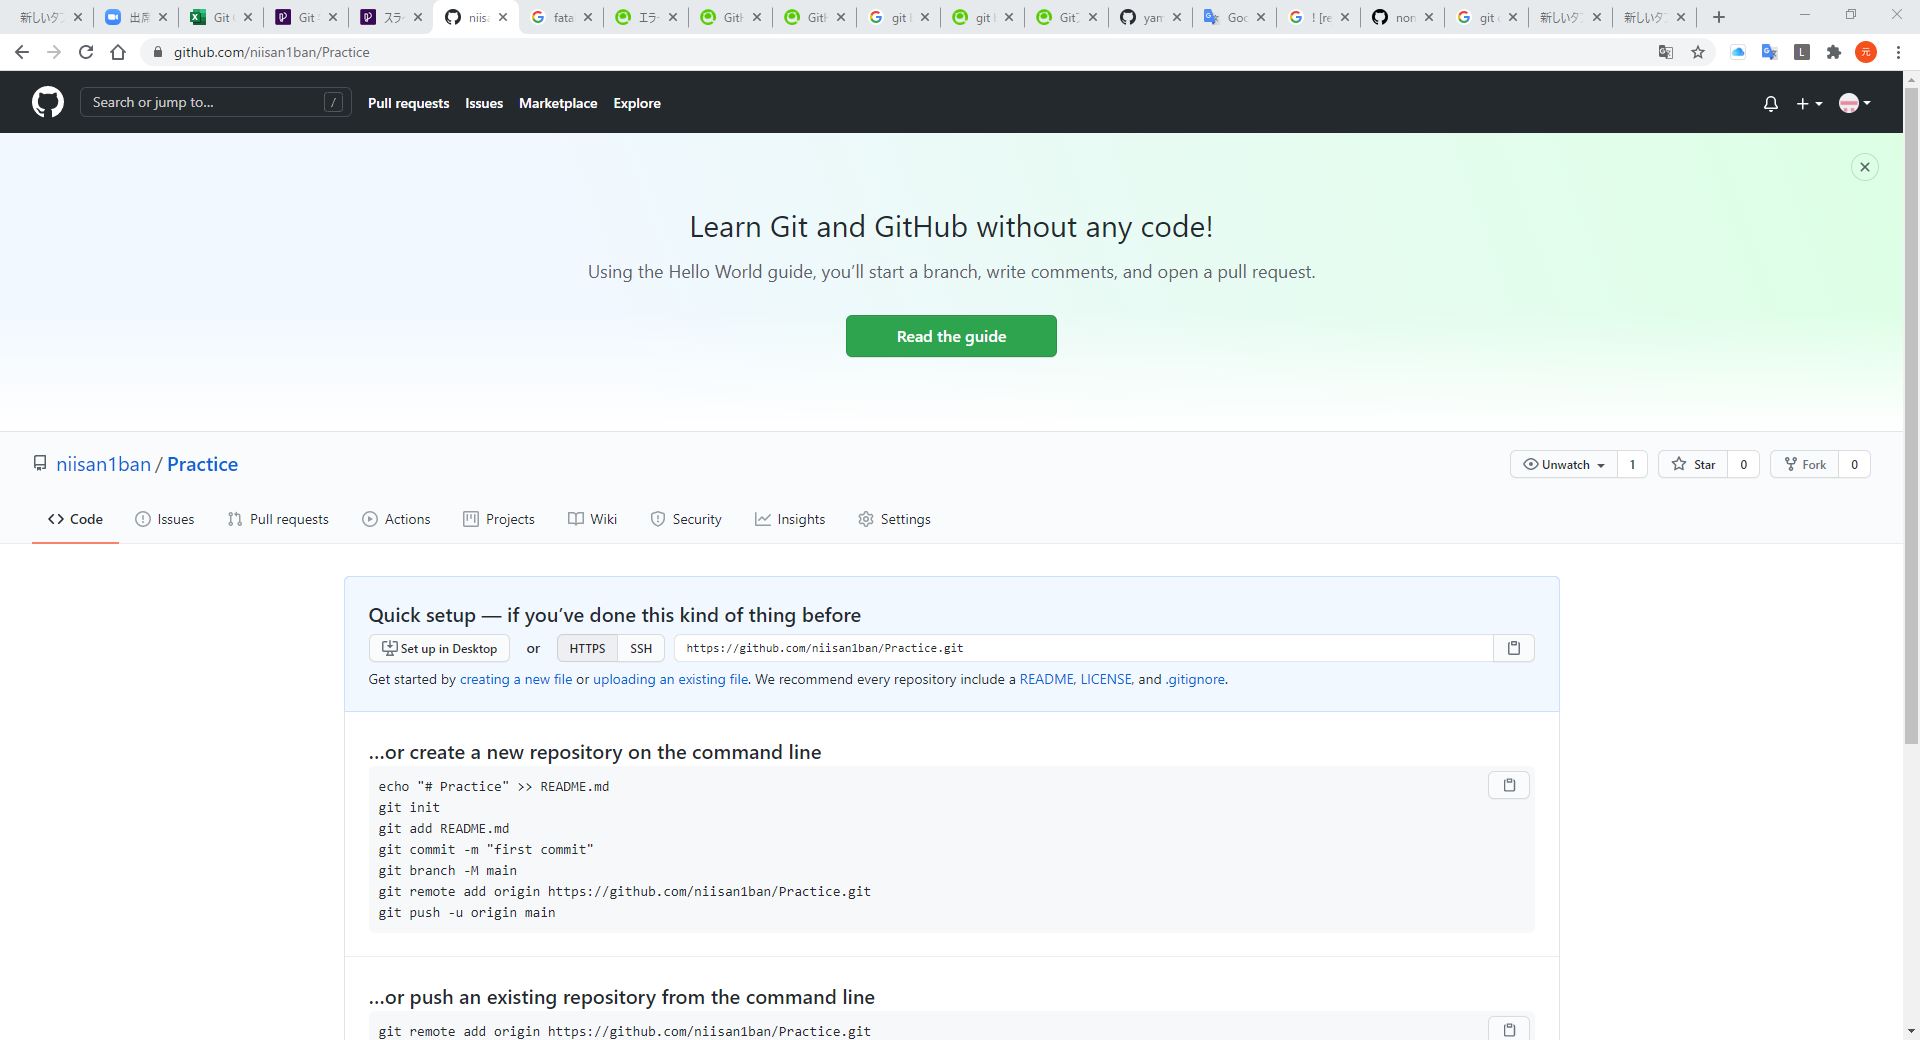 新しいタブ
出席
Git
Git
スラ
niis
fata
エラー
GitH
GitH
git
git
Git
yam
Goo
! [re
non
git
新しいタブ
新しいタブ
github.com/niisan1ban/Practice
L
元
Search or jump to... /
Pull requests Issues Marketplace Explore
Learn Git and GitHub without any code!
Using the Hello World guide, you’ll start a branch, write comments, and open a pull request.
Read the guide
niisan1ban / Practice
Unwatch 1 Star 0 Fork 0
Code Issues Pull requests Actions Projects Wiki Security Insights Settings
Quick setup — if you’ve done this kind of thing before
Set up in Desktop or HTTPS SSH https://github.com/niisan1ban/Practice.git
Get started by creating a new file or uploading an existing file. We recommend every repository include a README, LICENSE, and .gitignore.
…or create a new repository on the command line
echo "# Practice" >> README.md
git init
git add README.md
git commit -m "first commit"
git branch -M main
git remote add origin https://github.com/niisan1ban/Practice.git
git push -u origin main
…or push an existing repository from the command line
git remote add origin https://github.com/niisan1ban/Practice.git